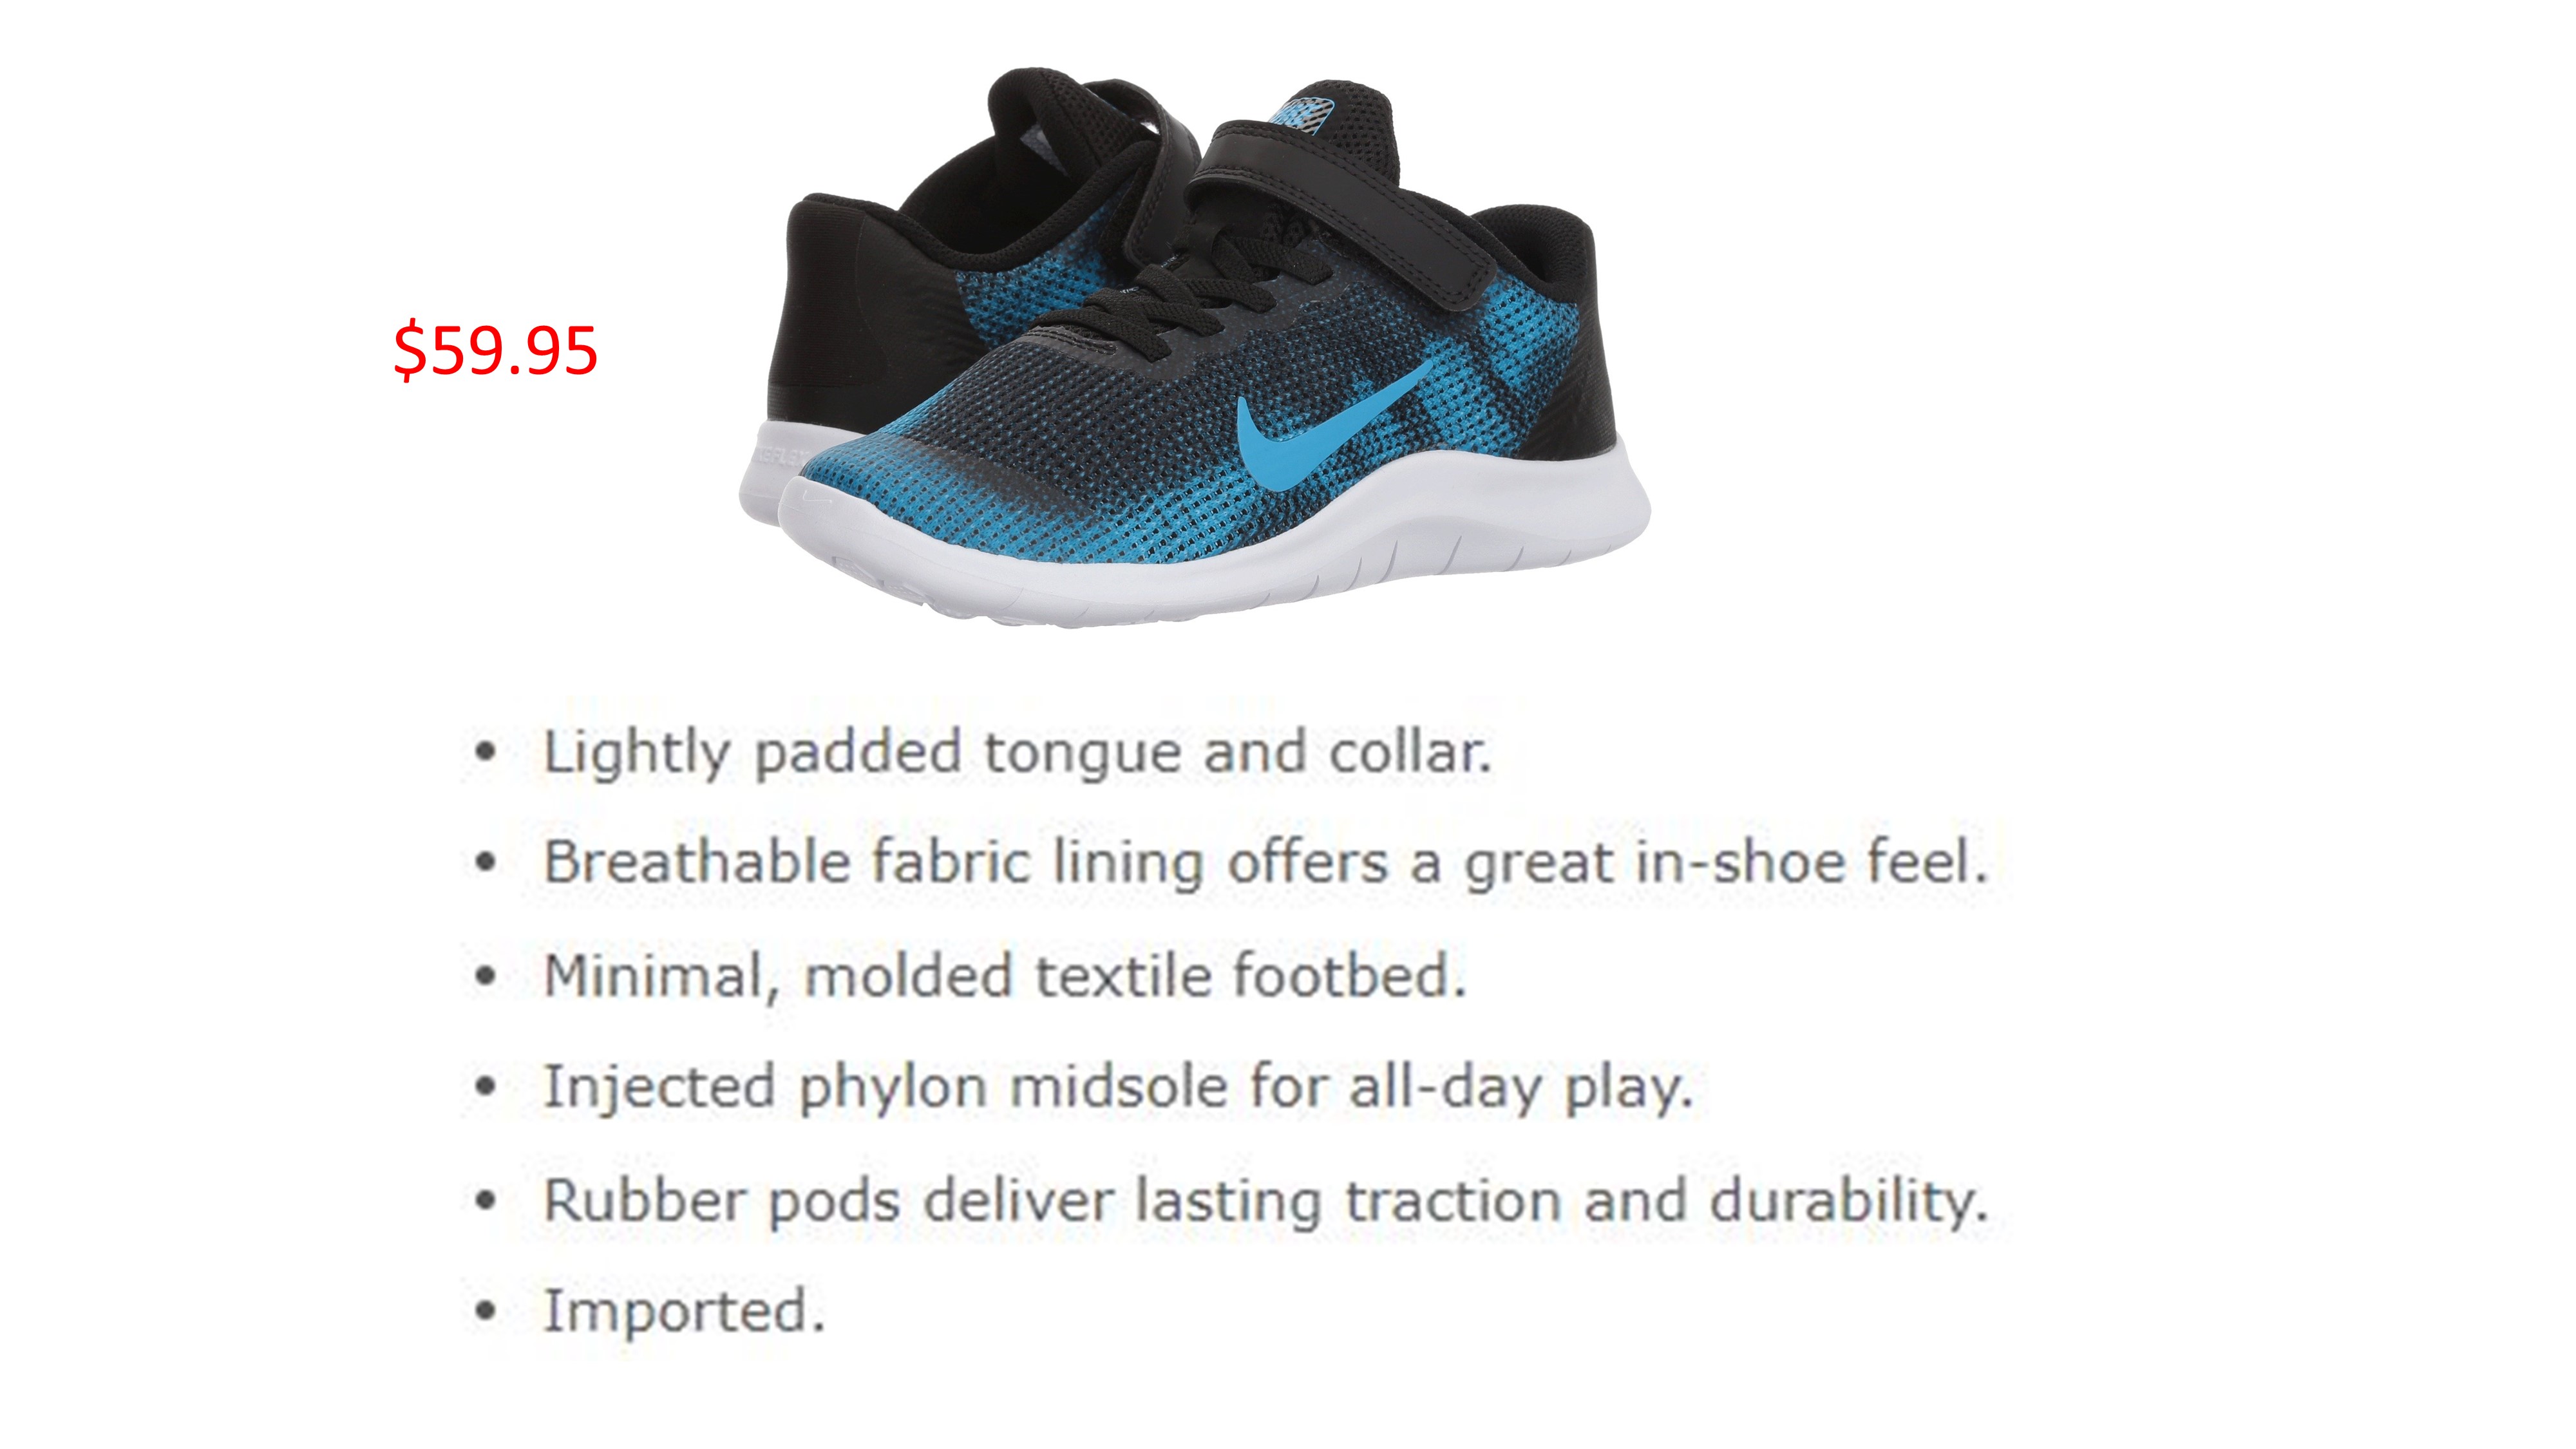 $59.95
• Lightly padded tongue and collar.
• Breathable fabric lining offers a great in-shoe feel.
• Minimal, molded textile footbed.
• Injected phylon midsole for all-day play.
• Rubber pods deliver lasting traction and durability.
• Imported.